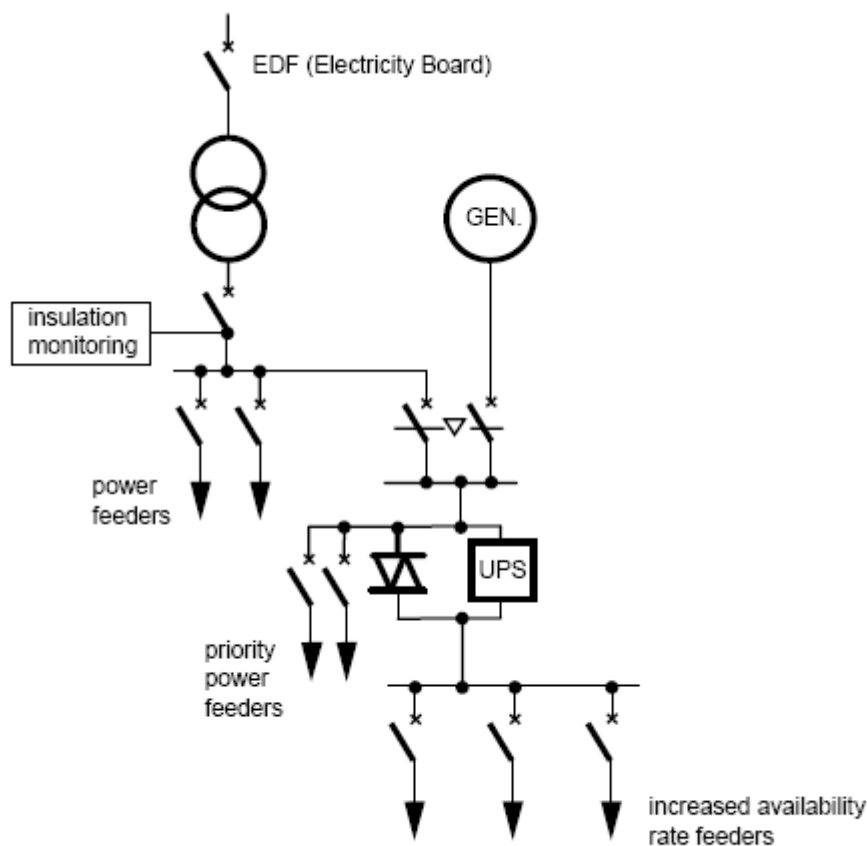 EDF (Electricity Board)
GEN.
insulation
monitoring
power
feeders
UPS
priority
power
feeders
increased availability
rate feeders